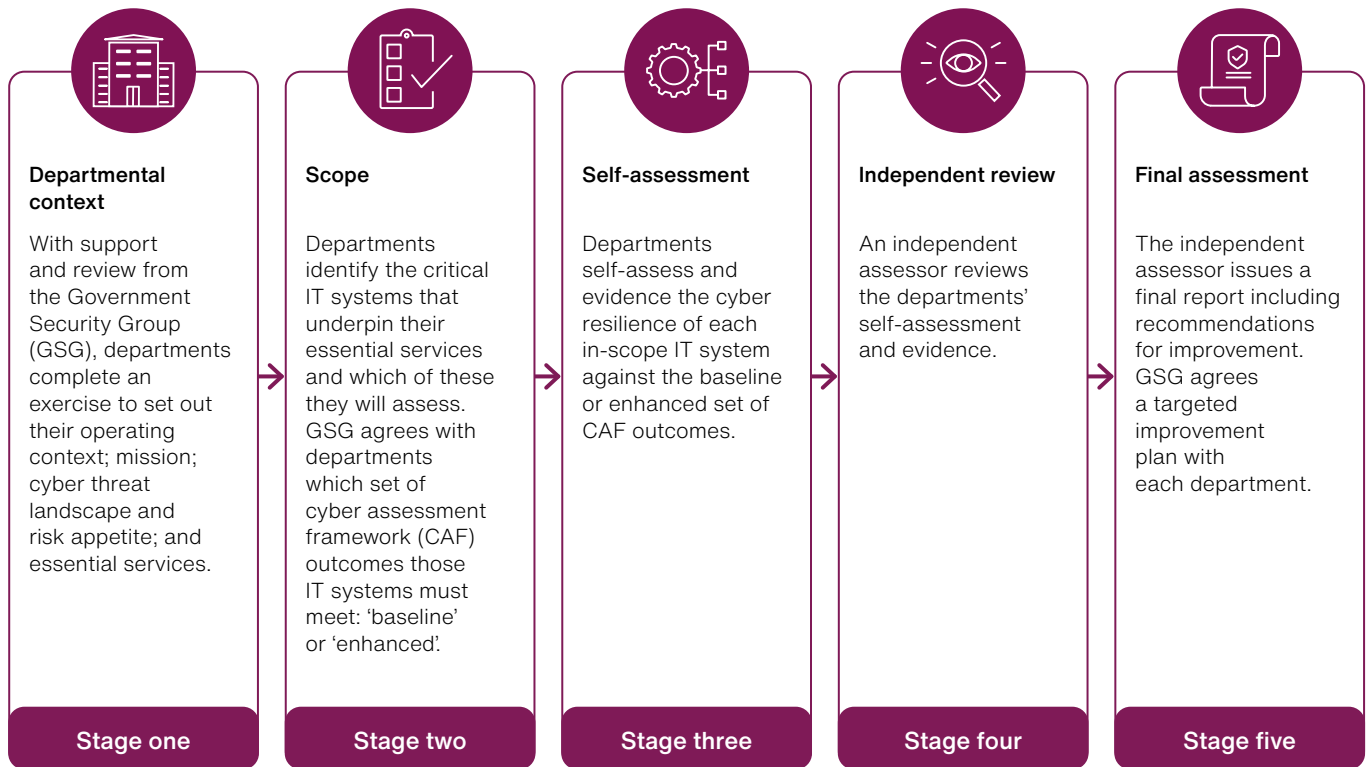 Departmental
context
With support
and review from
the Government
Security Group
(GSG), departments
complete an
exercise to set out
their operating
context; mission;
cyber threat
landscape and
risk appetite; and
essential services.
Stage one
Scope
Departments
identify the critical
IT systems that
underpin their
essential services
and which of these
they will assess.
GSG agrees with
departments
which set of
cyber assessment
framework (CAF)
outcomes those
IT systems must
meet: ‘baseline’
or ‘enhanced’.
Stage two
Self-assessment
Departments
self-assess and
evidence the cyber
resilience of each
in-scope IT system
against the baseline
or enhanced set of
CAF outcomes.
Stage three
Independent review
An independent
assessor reviews
the departments’
self-assessment
and evidence.
Stage four
Final assessment
The independent
assessor issues a
final report including
recommendations
for improvement.
GSG agrees
a targeted
improvement
plan with
each department.
Stage five